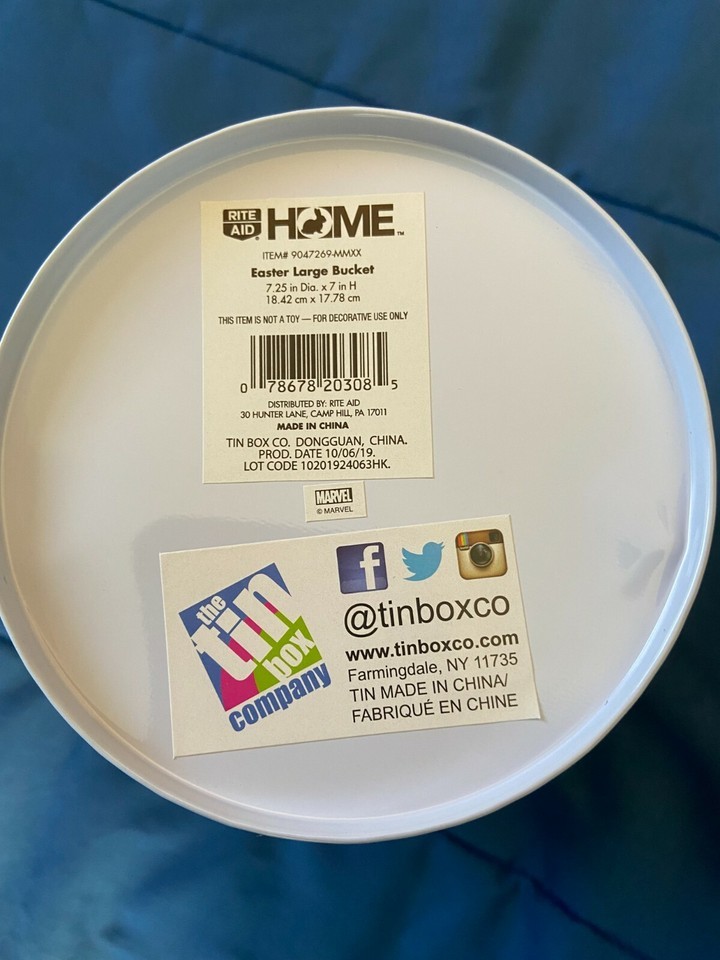 RITE AID HOME™
ITEM# 9047269-MMXX
Easter Large Bucket
7.25 in Dia. x 7 in H
18.42 cm x 17.78 cm
THIS ITEM IS NOT A TOY — FOR DECORATIVE USE ONLY
0 78678 20308 5
DISTRIBUTED BY: RITE AID
30 HUNTER LANE, CAMP HILL, PA 17011
MADE IN CHINA
TIN BOX CO. DONGGUAN, CHINA.
PROD. DATE 10/06/19.
LOT CODE 10201924063HK.
MARVEL
© MARVEL
the
tin
box
company
@tinboxco
www.tinboxco.com
Farmingdale, NY 11735
TIN MADE IN CHINA/
FABRIQUÉ EN CHINE